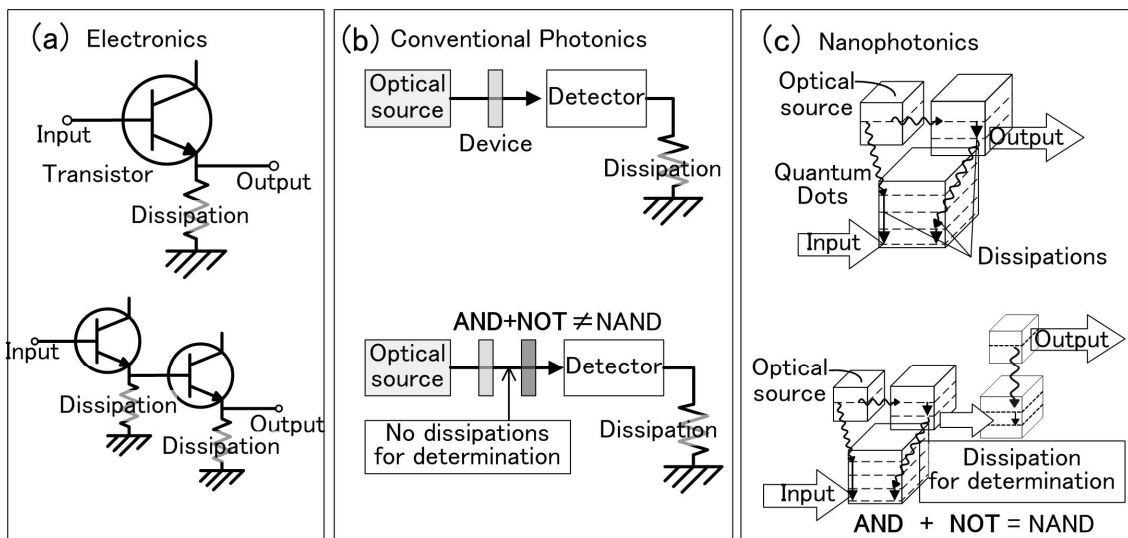 (a) Electronics
Input
Transistor
Output
Dissipation
Input
Dissipation
Output
Dissipation
(b) Conventional Photonics
Optical
source
Device
Detector
Dissipation
AND+NOT ≠ NAND
Optical
source
Detector
No dissipations
for determination
Dissipation
(c) Nanophotonics
Optical
source
Output
Quantum
Dots
Input
Dissipations
Output
Optical
source
Input
Dissipation
for determination
AND + NOT = NAND